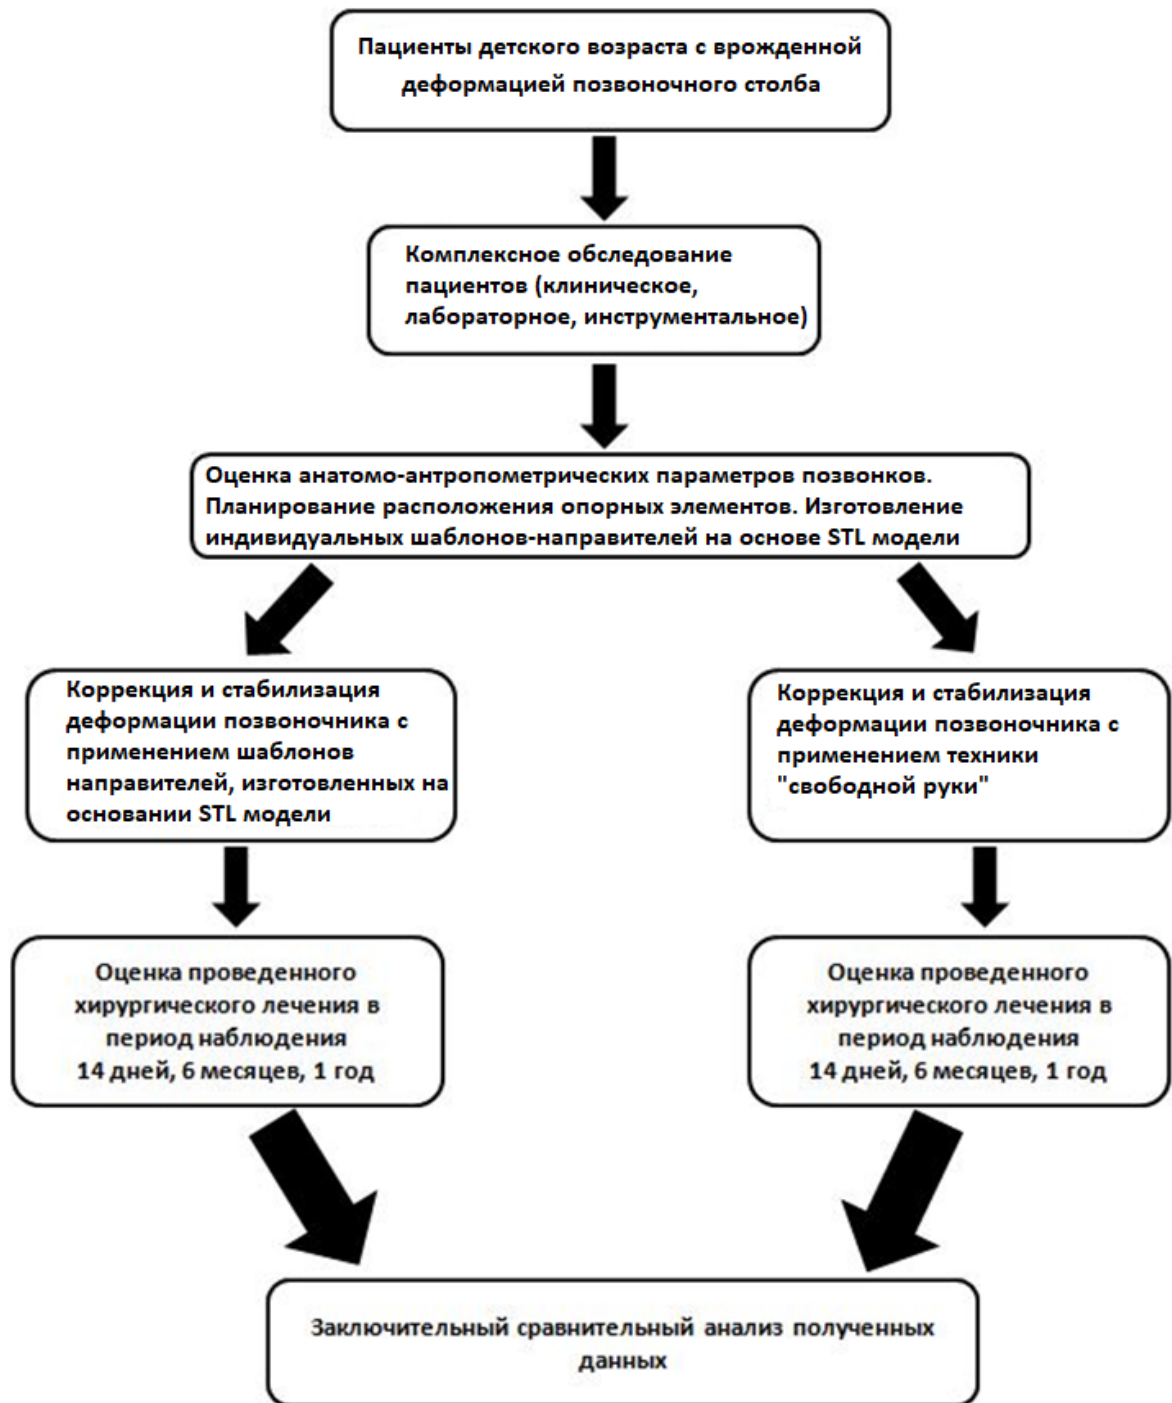 Пациенты детского возраста с врожденной
деформацией позвоночного столба
Комплексное обследование
пациентов (клиническое,
лабораторное, инструментальное)
Оценка анатомо-антропометрических параметров позвонков.
Планирование расположения опорных элементов. Изготовление
индивидуальных шаблонов-направителей на основе STL модели
Коррекция и стабилизация
деформации позвоночника с
применением шаблонов
направителей, изготовленных на
основании STL модели
Коррекция и стабилизация
деформации позвоночника с
применением техники
"свободной руки"
Оценка проведенного
хирургического лечения в
период наблюдения
14 дней, 6 месяцев, 1 год
Оценка проведенного
хирургического лечения в
период наблюдения
14 дней, 6 месяцев, 1 год
Заключительный сравнительный анализ полученных
данных